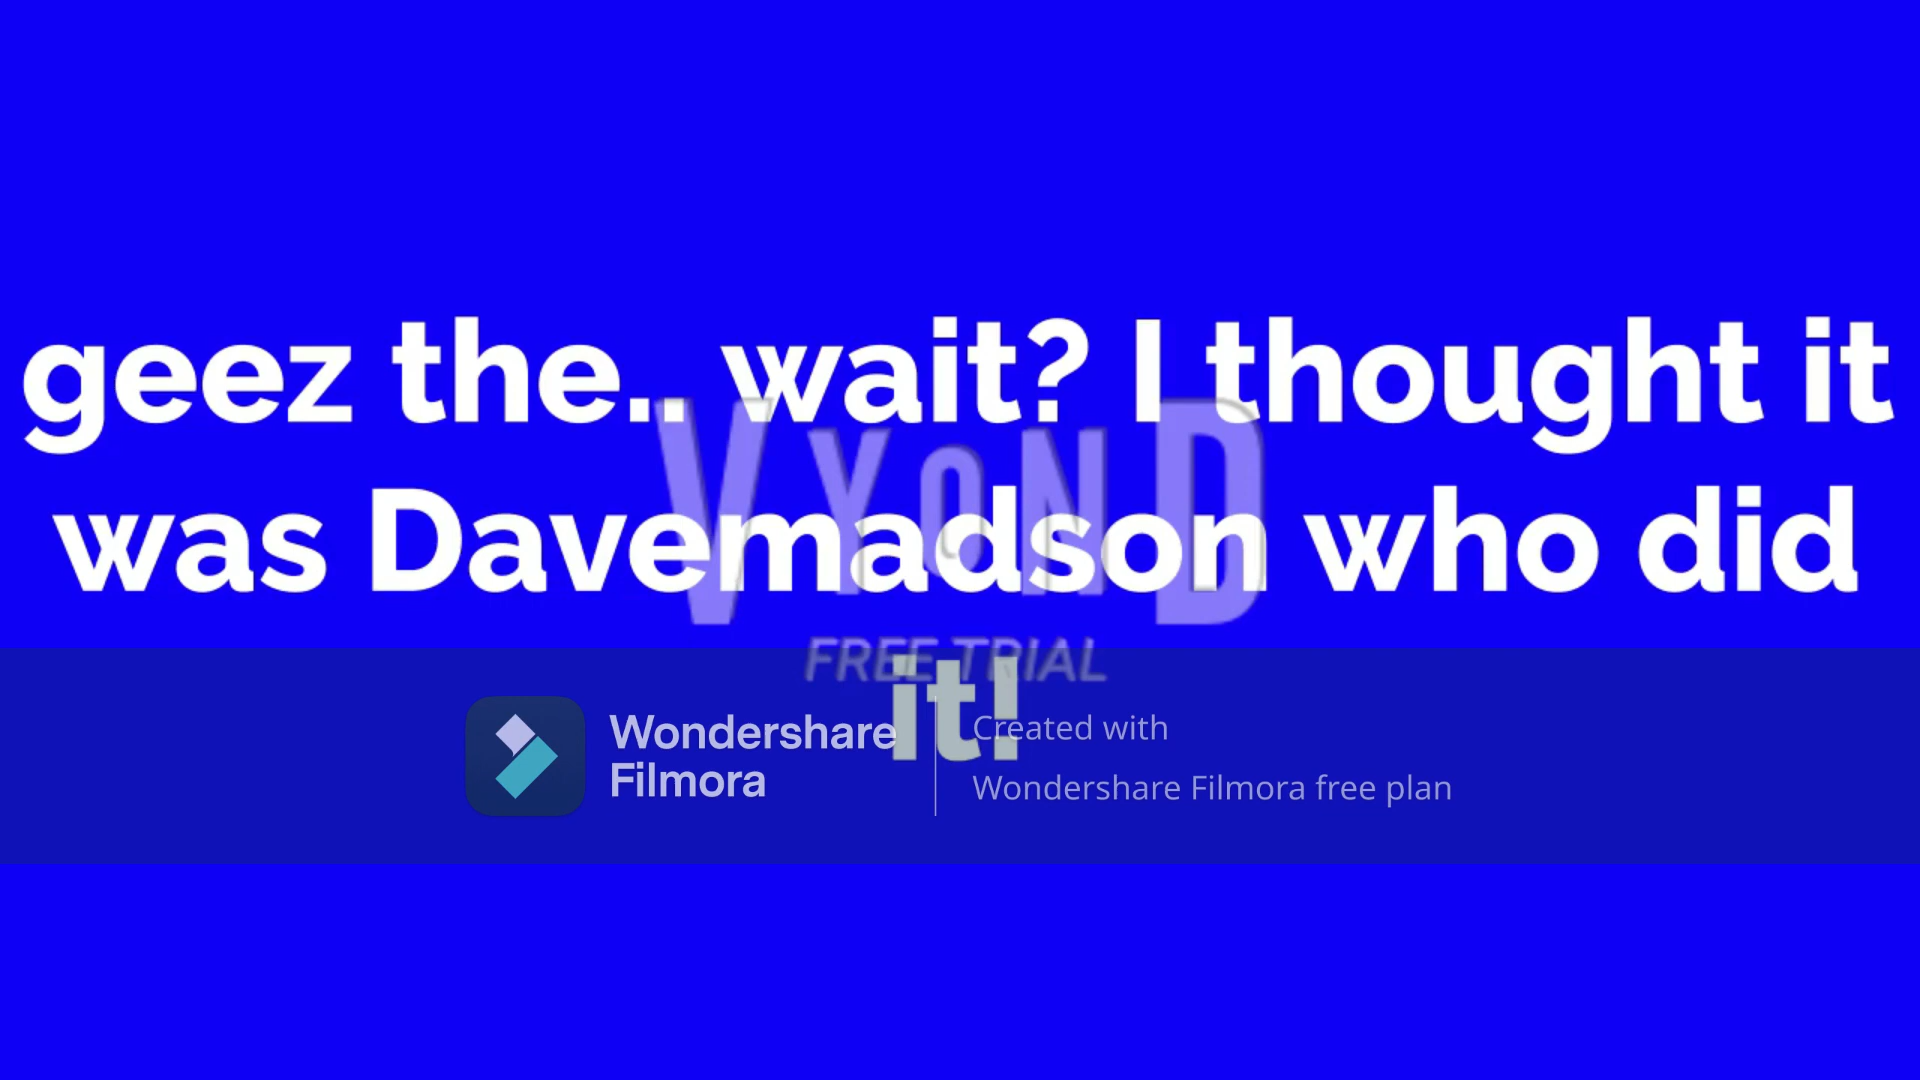 geez the.. wait? I thought it
was Davemadson who did
it!
VYOND
FREE TRIAL
Wondershare
Filmora
Created with
Wondershare Filmora free plan